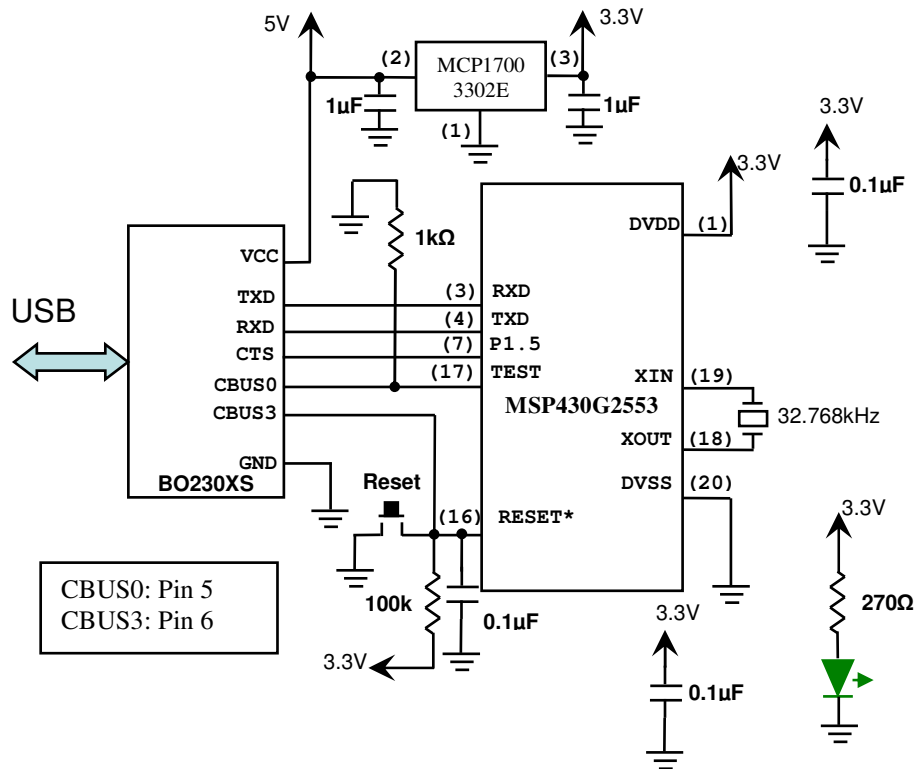 5V
3.3V
(2)
MCP1700
3302E
(3)
1µF
(1)
1µF
3.3V
0.1µF
3.3V
1kΩ
DVDD
(1)
VCC
USB
TXD
(3)
RXD
RXD
(4)
TXD
CTS
(7)
P1.5
CBUS0
(17)
TEST
XIN
(19)
CBUS3
MSP430G2553
32.768kHz
XOUT
(18)
GND
BO230XS
Reset
DVSS
(20)
(16)
RESET*
3.3V
CBUS0: Pin 5
CBUS3: Pin 6
100k
0.1µF
270Ω
3.3V
3.3V
0.1µF